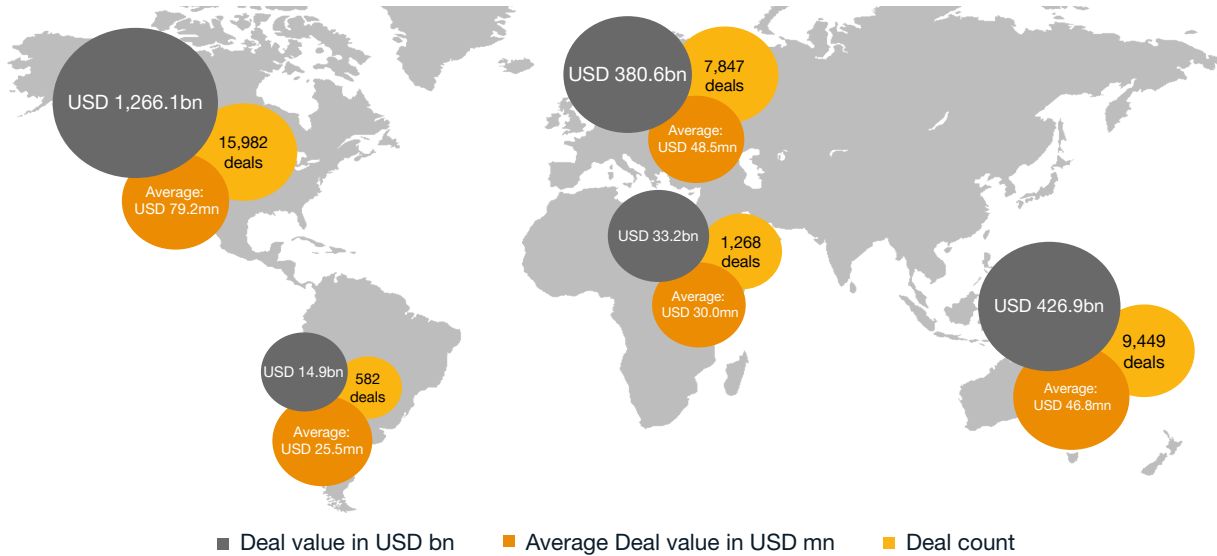 USD 1,266.1bn
15,982
deals
Average:
USD 79.2mn
USD 380.6bn
7,847
deals
Average:
USD 48.5mn
USD 33.2bn
1,268
deals
Average:
USD 30.0mn
USD 426.9bn
9,449
deals
Average:
USD 46.8mn
USD 14.9bn
582
deals
Average:
USD 25.5mn
Deal value in USD bn
Average Deal value in USD mn
Deal count